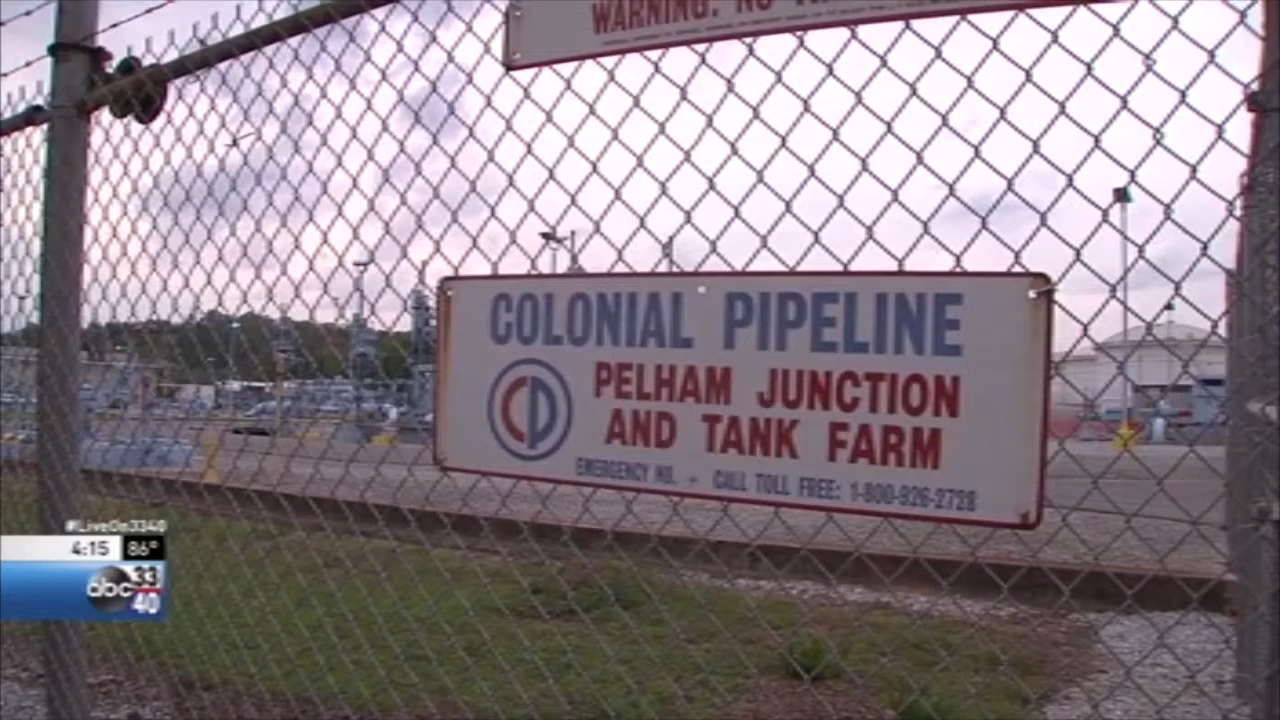 WARNING. NO
COLONIAL PIPELINE
PELHAM JUNCTION
AND TANK FARM
EMERGENCY NO. - CALL TOLL FREE: 1-800-926-2728
#LiveOn3340
4:15 86°
abc 33
40